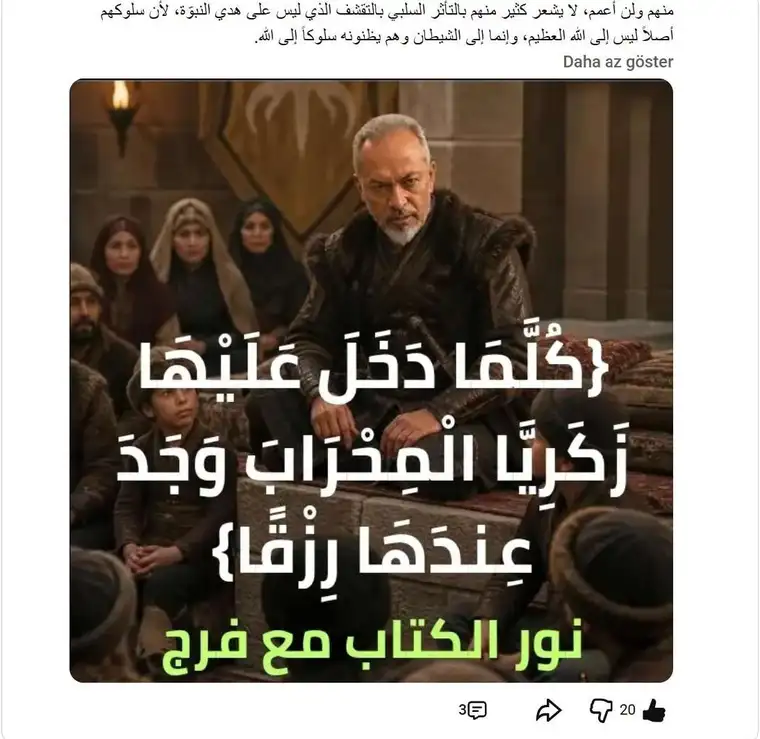 منهم ولن أعمم، لا يشعر كثير منهم بالتأثر السلبي بالتقشف الذي ليس على هدي النبوّة، لأن سلوكهم
أصلاً ليس إلى الله العظيم، وإنما إلى الشيطان وهم يظنونه سلوكاً إلى الله.
Daha az göster
{كُلَّمَا دَخَلَ عَلَيْهَا
زَكَرِيَّا الْمِحْرَابَ وَجَدَ
عِندَهَا رِزْقًا}
نور الكتاب مع فرج
20
3